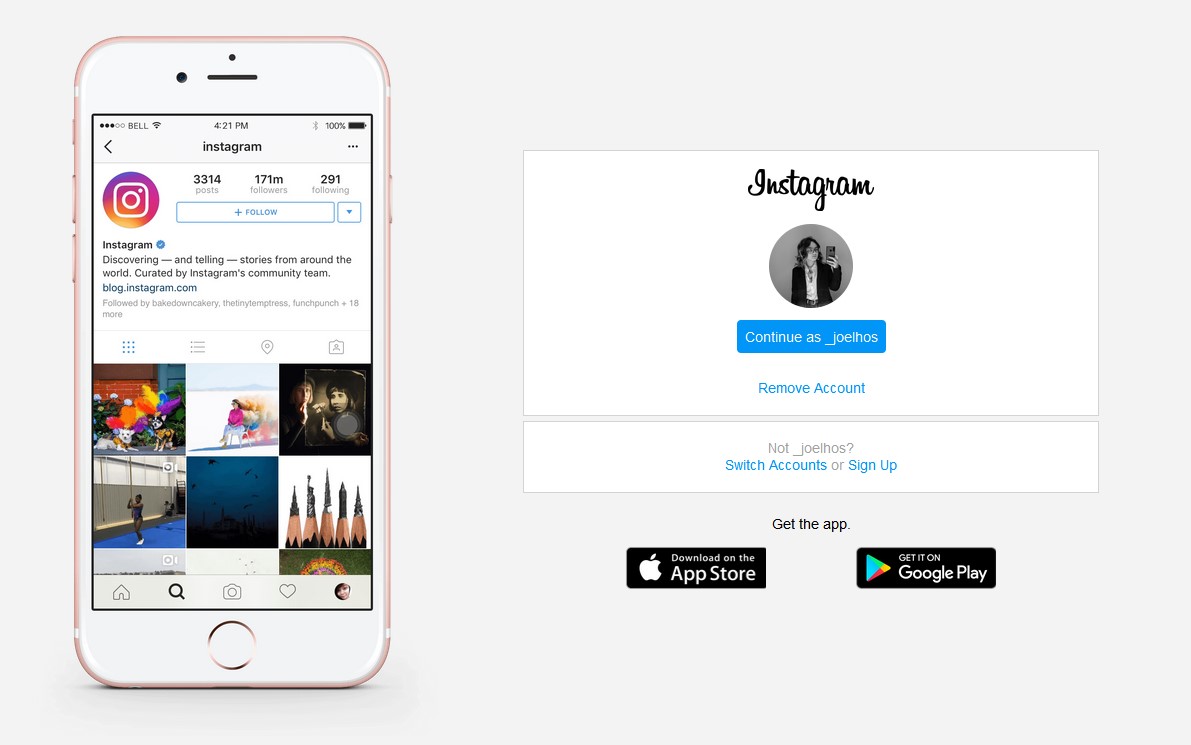 BELL
4:21 PM
100%
instagram
3314
171m
291
posts
followers
following
+ FOLLOW
Instagram
Discovering — and telling — stories from around the
world. Curated by Instagram's community team.
blog.instagram.com
Followed by bakedowncakery, thetinytemptress, funchpunch + 18
more
Instagram
Continue as _joelhos
Remove Account
Not _joelhos?
Switch Accounts or Sign Up
Get the app.
Download on the
App Store
GET IT ON
Google Play